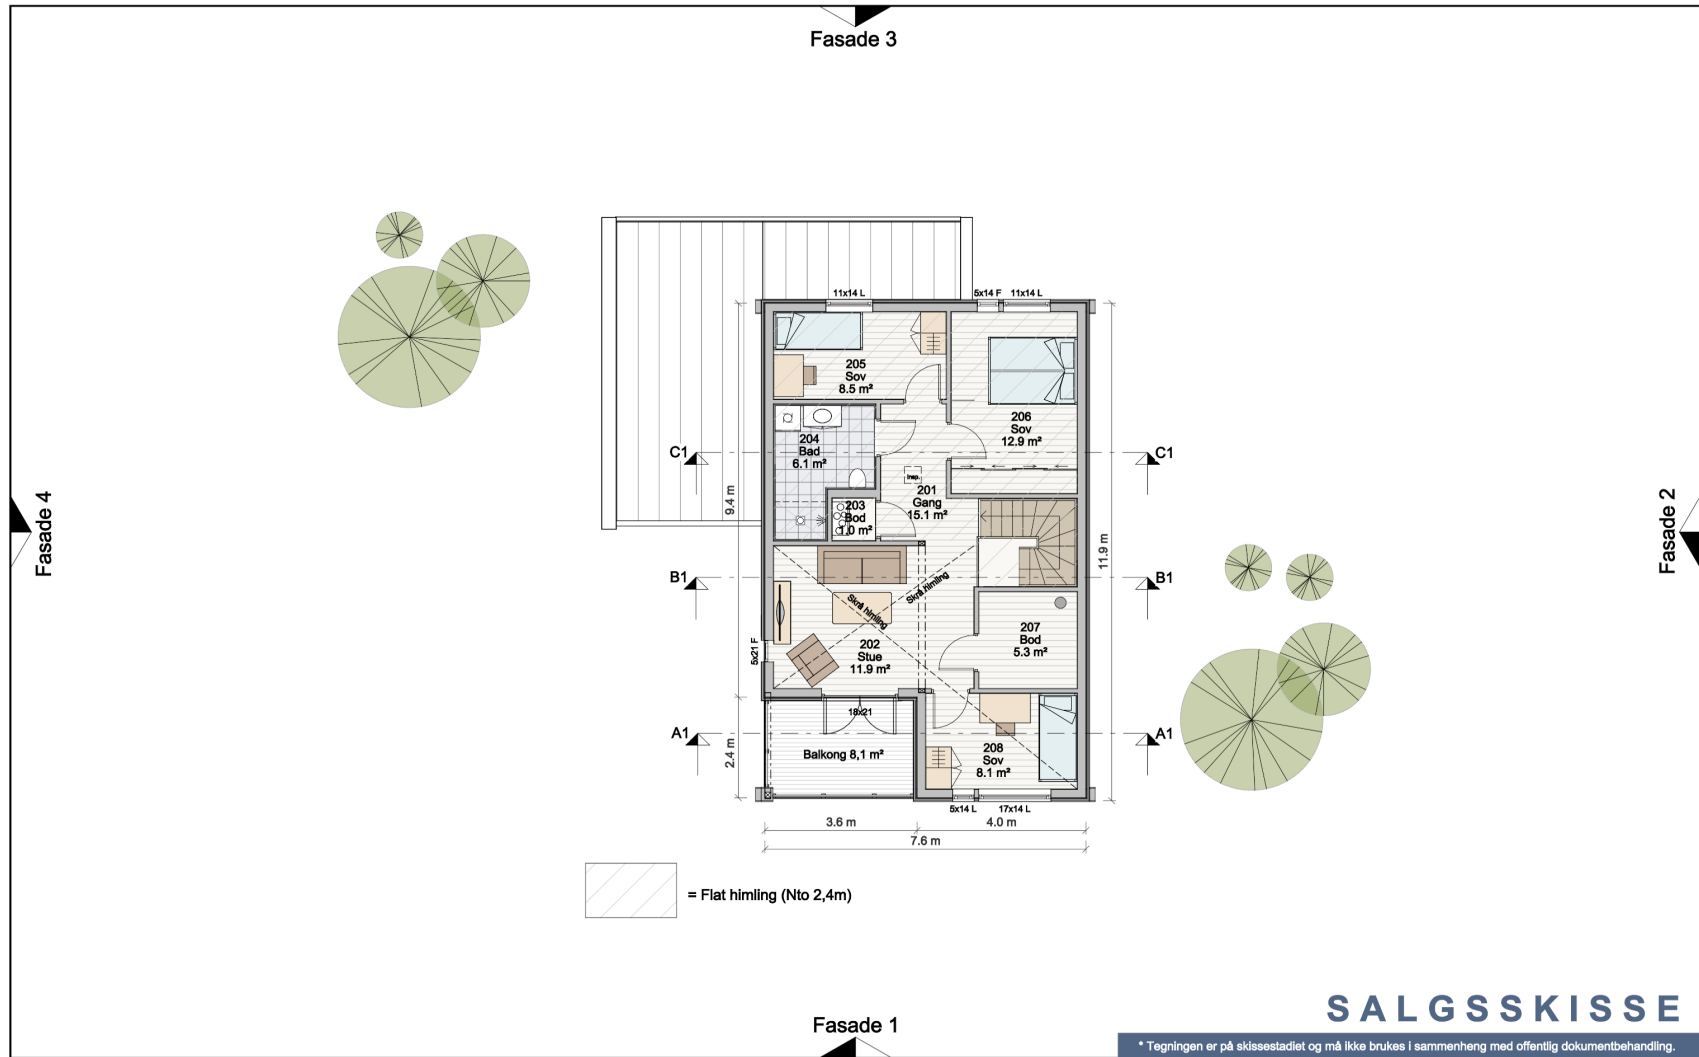 Fasade 3
11x14 L
5x14 F
11x14 L
205
Sov
8.5 m²
206
Sov
12.9 m²
204
Bad
6.1 m²
C1
C1
Insp.
201
Gang
15.1 m²
203
Bod
1.0 m²
9.4 m
11.9 m
Fasade 4
Fasade 2
B1
B1
Skrå himling
Skrå himling
207
Bod
5.3 m²
202
Stue
11.9 m²
5x21 F
18x21
A1
A1
2.4 m
Balkong 8,1 m²
208
Sov
8.1 m²
5x14 L
17x14 L
3.6 m
4.0 m
7.6 m
= Flat himling (Nto 2,4m)
Fasade 1
SALGSSKISSE
* Tegningen er på skissestadiet og må ikke brukes i sammenheng med offentlig dokumentbehandling.